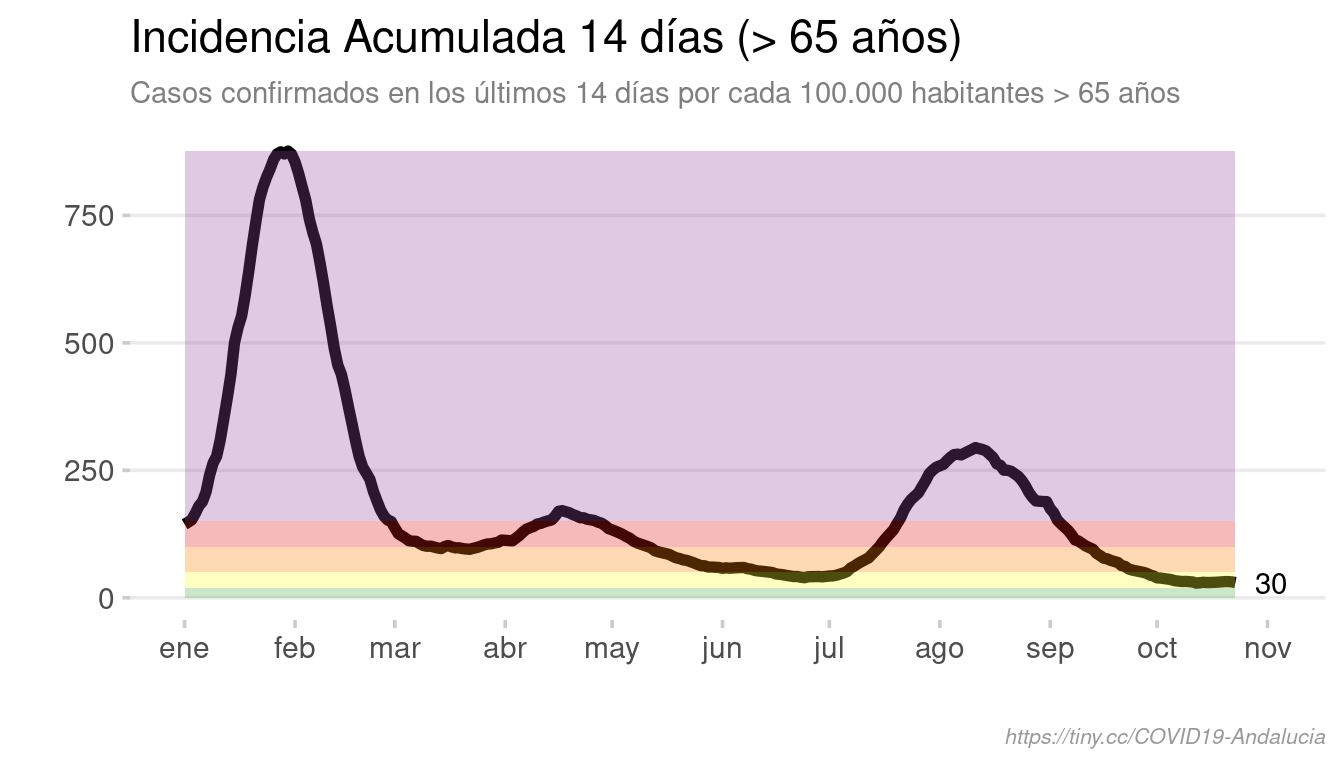 Incidencia Acumulada 14 días (> 65 años)
Casos confirmados en los últimos 14 días por cada 100.000 habitantes > 65 años
750
500
250
0
30
ene feb mar abr may jun jul ago sep oct nov
https://tiny.cc/COVID19-Andalucia